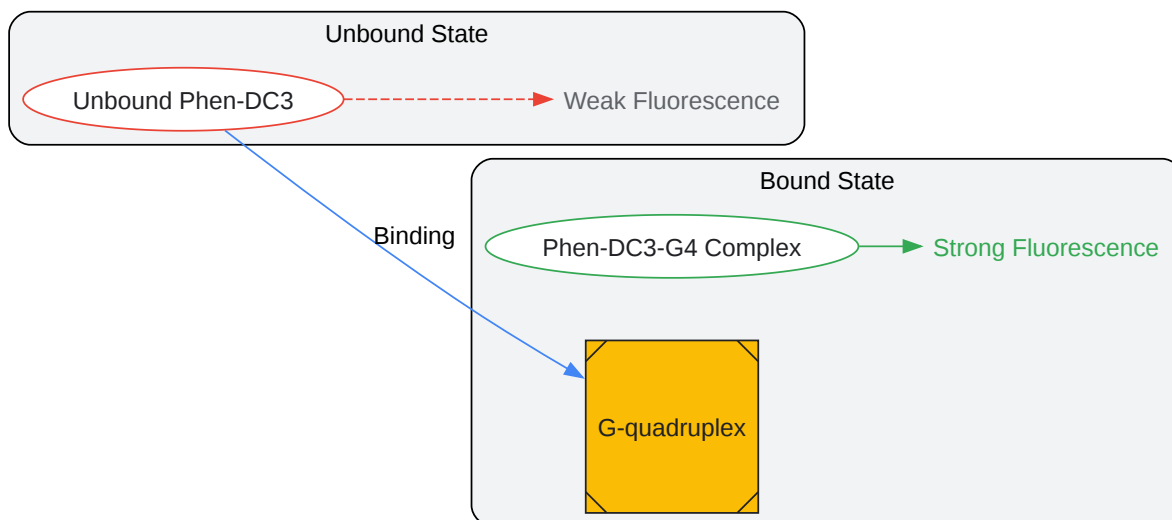 Unbound State
Unbound Phen-DC3
Weak Fluorescence
Binding
Bound State
Phen-DC3-G4 Complex
Strong Fluorescence
G-quadruplex